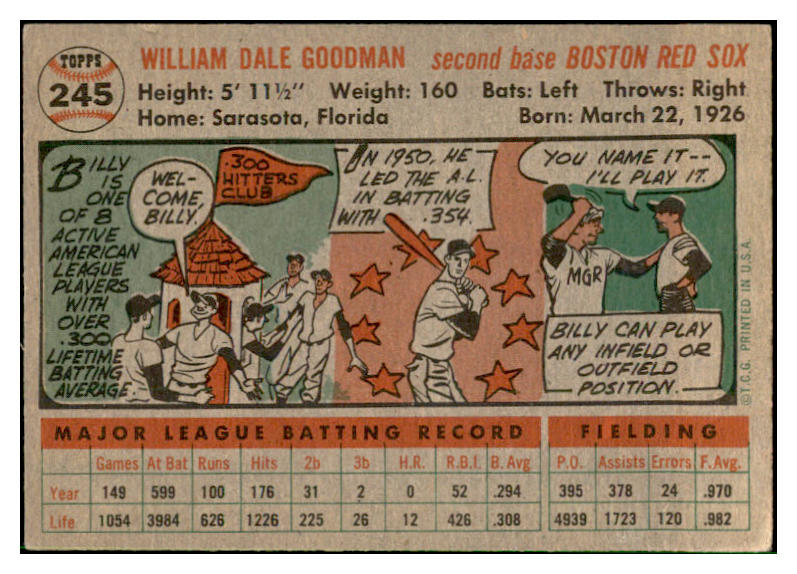 TOPPS
245
WILLIAM DALE GOODMAN second base BOSTON RED SOX
Height: 5' 11½" Weight: 160 Bats: Left Throws: Right
Home: Sarasota, Florida Born: March 22, 1926
BILLY
IS
ONE
OF 8
ACTIVE
AMERICAN
LEAGUE
PLAYERS
WITH
OVER
.300
LIFETIME
BATTING
AVERAGE.
WEL-
COME,
BILLY.
.300
HITTERS
CLUB
IN 1950, HE
LED THE A.L.
IN BATTING
WITH .354.
YOU NAME IT--
I'LL PLAY IT.
MGR
BILLY CAN PLAY
ANY INFIELD OR
OUTFIELD
POSITION.
©T.C.G. PRINTED IN U.S.A.
MAJOR LEAGUE BATTING RECORD FIELDING
Games At Bat Runs Hits 2b 3b H.R. R.B.I. B. Avg. P.O. Assists Errors F. Avg.
Year 149 599 100 176 31 2 0 52 .294 395 378 24 .970
Life 1054 3984 626 1226 225 26 12 426 .308 4939 1723 120 .982